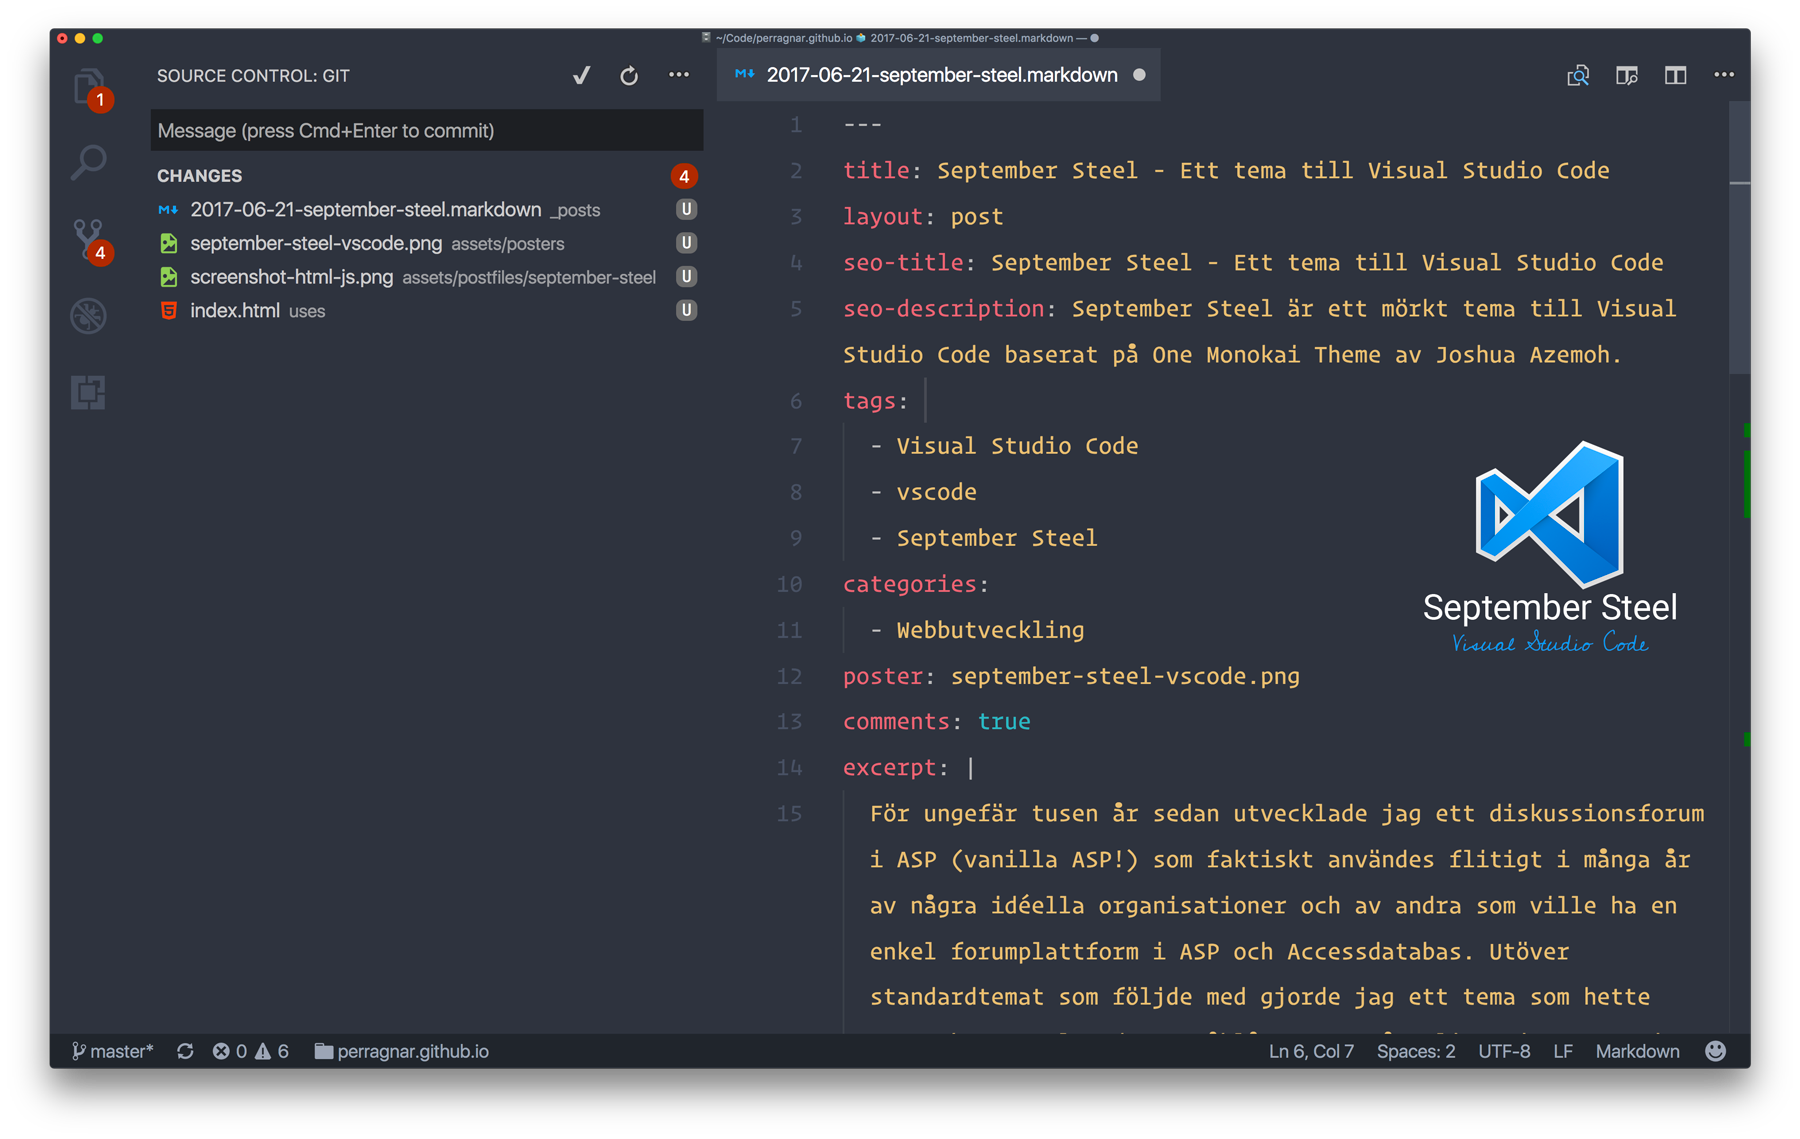 ~/Code/perragnar.github.io 2017-06-21-september-steel.markdown —
1
4
SOURCE CONTROL: GIT
Message (press Cmd+Enter to commit)
CHANGES 4
2017-06-21-september-steel.markdown _posts U
september-steel-vscode.png assets/posters U
screenshot-html-js.png assets/postfiles/september-steel U
index.html uses U
2017-06-21-september-steel.markdown
1 ---
2 title: September Steel - Ett tema till Visual Studio Code
3 layout: post
4 seo-title: September Steel - Ett tema till Visual Studio Code
5 seo-description: September Steel är ett mörkt tema till Visual
Studio Code baserat på One Monokai Theme av Joshua Azemoh.
6 tags:
7 - Visual Studio Code
8 - vscode
9 - September Steel
10 categories:
11 - Webbutveckling
12 poster: september-steel-vscode.png
13 comments: true
14 excerpt: |
15 För ungefär tusen år sedan utvecklade jag ett diskussionsforum
i ASP (vanilla ASP!) som faktiskt användes flitigt i många år
av några idéella organisationer och av andra som ville ha en
enkel forumplattform i ASP och Accessdatabas. Utöver
standardtemat som följde med gjorde jag ett tema som hette
September Steel
Visual Studio Code
master* 0 6 perragnar.github.io Ln 6, Col 7 Spaces: 2 UTF-8 LF Markdown